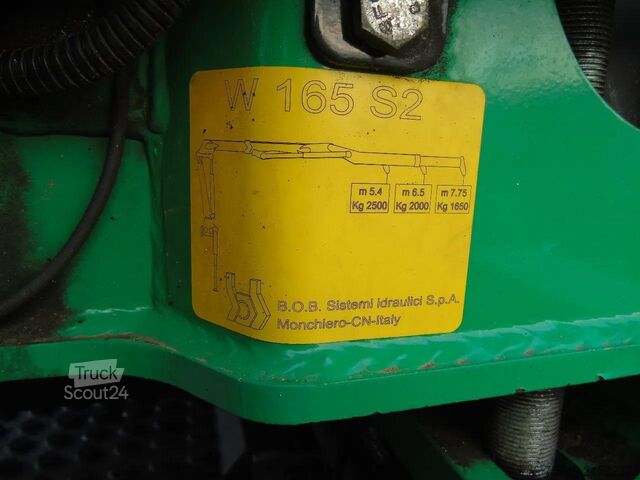 W 165 S2
m 5.4 m 6.5 m 7.75
Kg 2500 Kg 2000 Kg 1650
B.O.B. Sistemi Idraulici S.p.A.
Monchiero-CN-Italy
Truck
Scout24